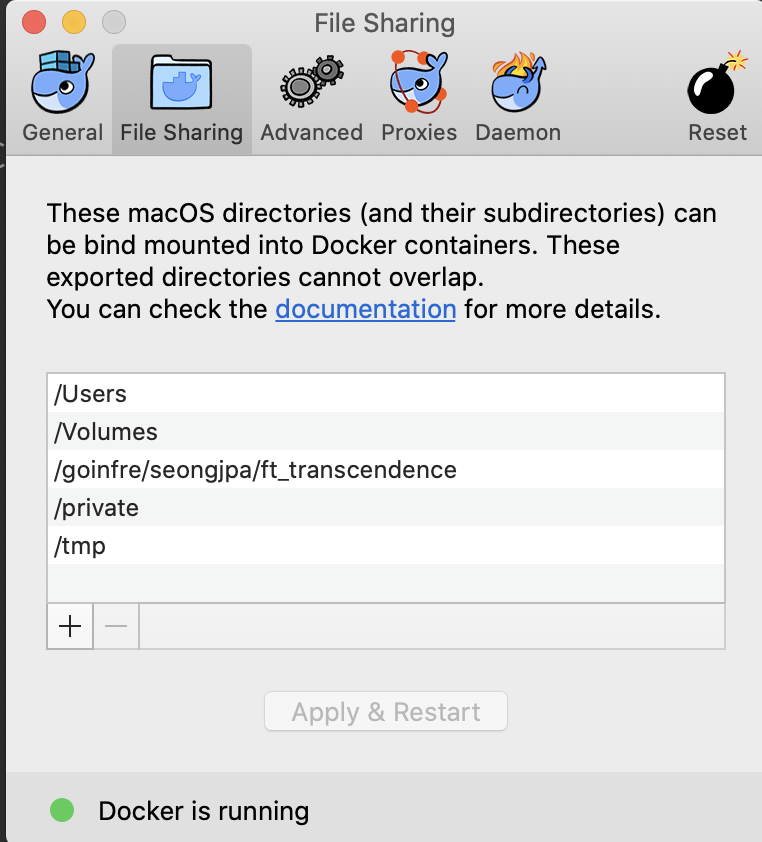 File Sharing
General
File Sharing
Advanced
Proxies
Daemon
Reset
These macOS directories (and their subdirectories) can
be bind mounted into Docker containers. These
exported directories cannot overlap.
You can check the documentation for more details.
/Users
/Volumes
/goinfre/seongjpa/ft_transcendence
/private
/tmp
Apply & Restart
Docker is running